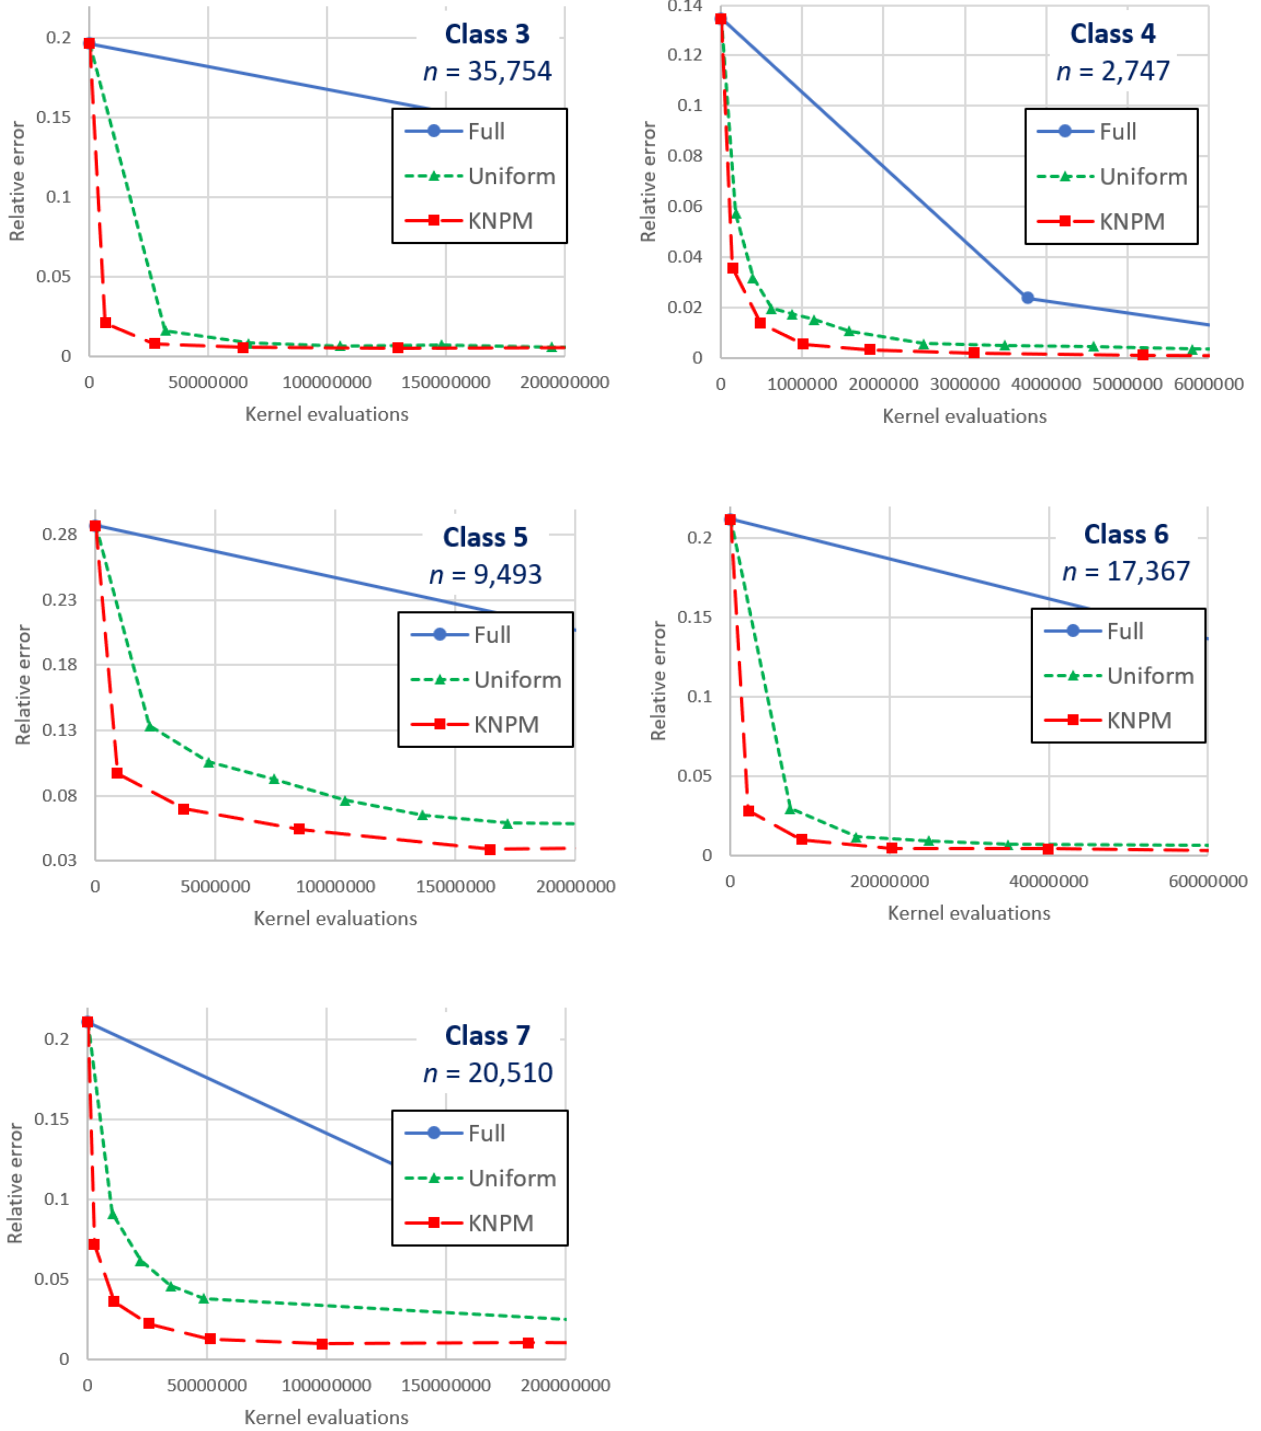 Class 3
n = 35,754
Relative error
0.2
0.15
0.1
0.05
0
Full
Uniform
KNPM
0 50000000 100000000 150000000 200000000
Kernel evaluations
Class 4
n = 2,747
Relative error
0.14
0.12
0.1
0.08
0.06
0.04
0.02
0
Full
Uniform
KNPM
0 1000000 2000000 3000000 4000000 5000000 6000000
Kernel evaluations
Class 5
n = 9,493
Relative error
0.28
0.23
0.18
0.13
0.08
0.03
Full
Uniform
KNPM
0 5000000 10000000 15000000 20000000
Kernel evaluations
Class 6
n = 17,367
Relative error
0.2
0.15
0.1
0.05
0
Full
Uniform
KNPM
0 20000000 40000000 60000000
Kernel evaluations
Class 7
n = 20,510
Relative error
0.2
0.15
0.1
0.05
0
Full
Uniform
KNPM
0 50000000 100000000 150000000 200000000
Kernel evaluations